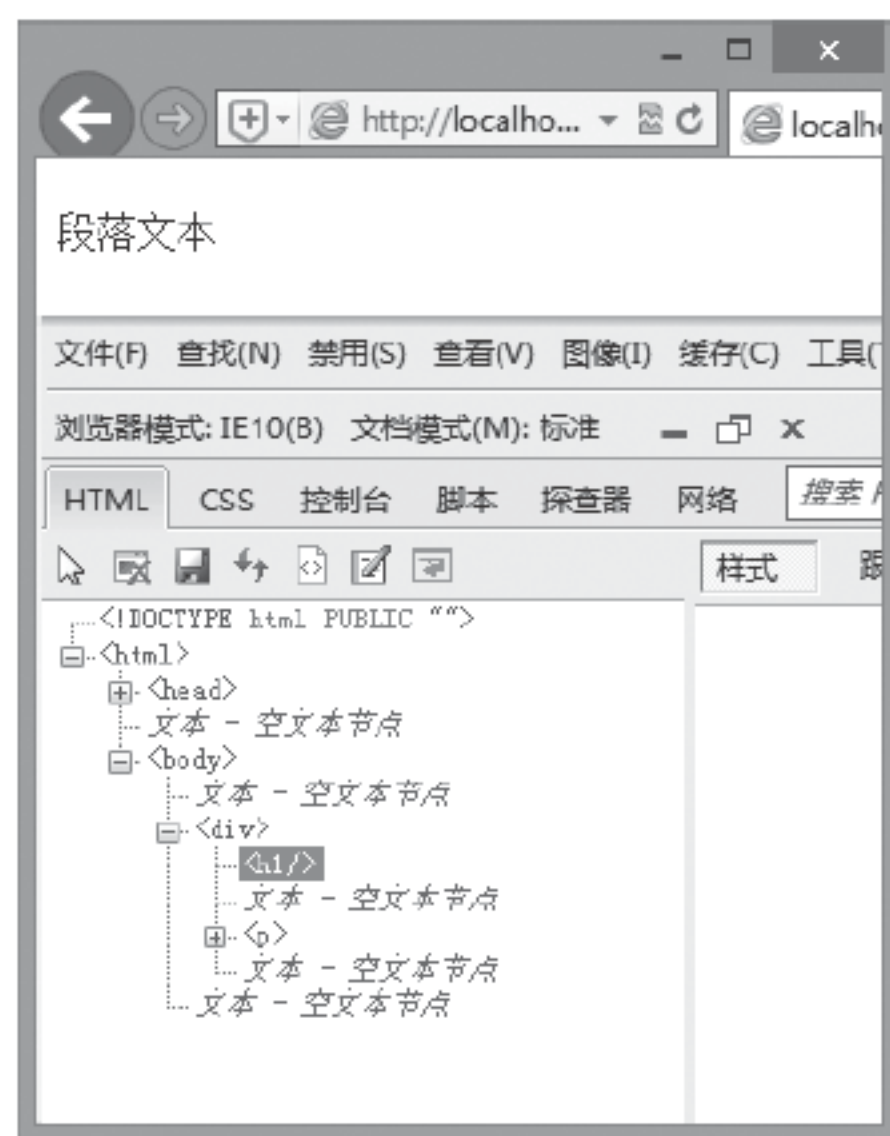 http://localho...
localh
段落文本
文件(F) 查找(N) 禁用(S) 查看(V) 图像(I) 缓存(C) 工具(
浏览器模式: IE10(B) 文档模式(M): 标准
HTML CSS 控制台 脚本 探查器 网络 搜索
样式 跟
<!DOCTYPE html PUBLIC "">
<html>
<head>
文本 - 空文本节点
<body>
文本 - 空文本节点
<div>
<h1/>
文本 - 空文本节点
<p>
文本 - 空文本节点
文本 - 空文本节点